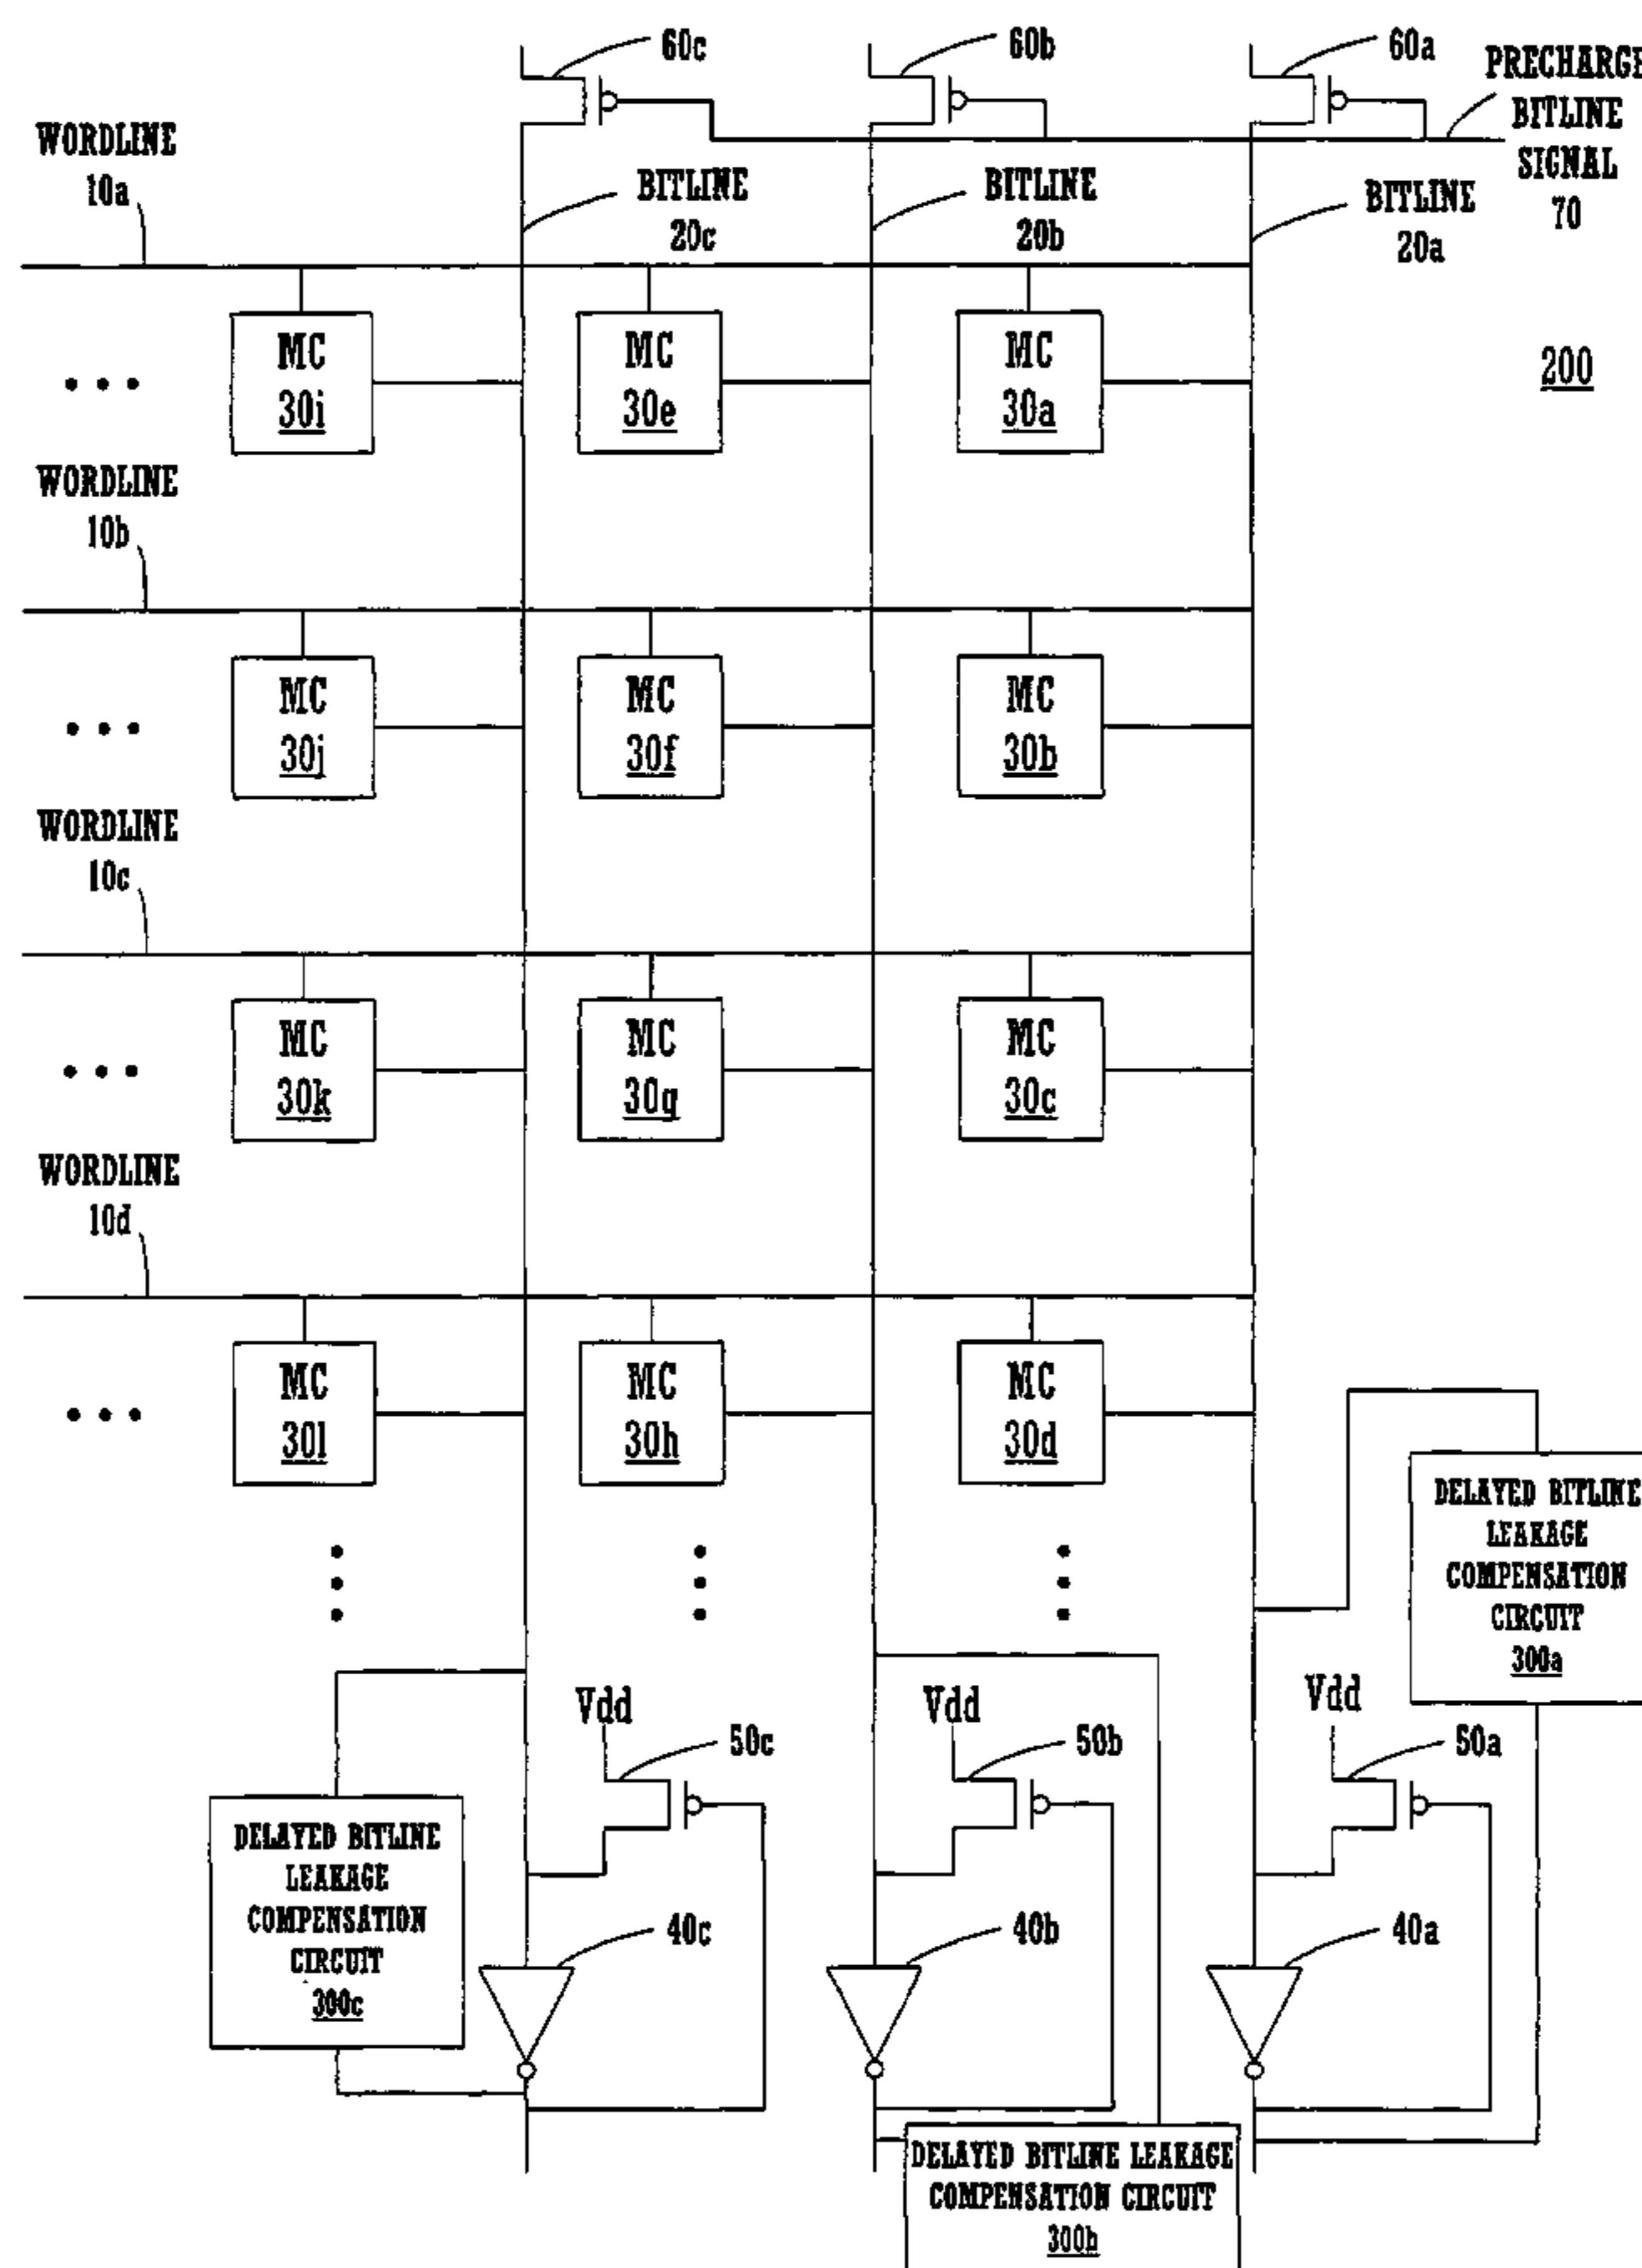 60c
60b
60a
PRECHARGE
BITLINE
SIGNAL
70
WORDLINE
10a
BITLINE
20c
BITLINE
20b
BITLINE
20a
MC
30i
MC
30e
MC
30a
200
WORDLINE
10b
MC
30j
MC
30f
MC
30b
WORDLINE
10c
MC
30k
MC
30g
MC
30c
WORDLINE
10d
MC
30l
MC
30h
MC
30d
DELAYED BITLINE
LEAKAGE
COMPENSATION
CIRCUIT
300a
Vdd
50c
Vdd
50b
Vdd
50a
DELAYED BITLINE
LEAKAGE
COMPENSATION
CIRCUIT
300c
40c
40b
40a
DELAYED BITLINE LEAKAGE
COMPENSATION CIRCUIT
300b